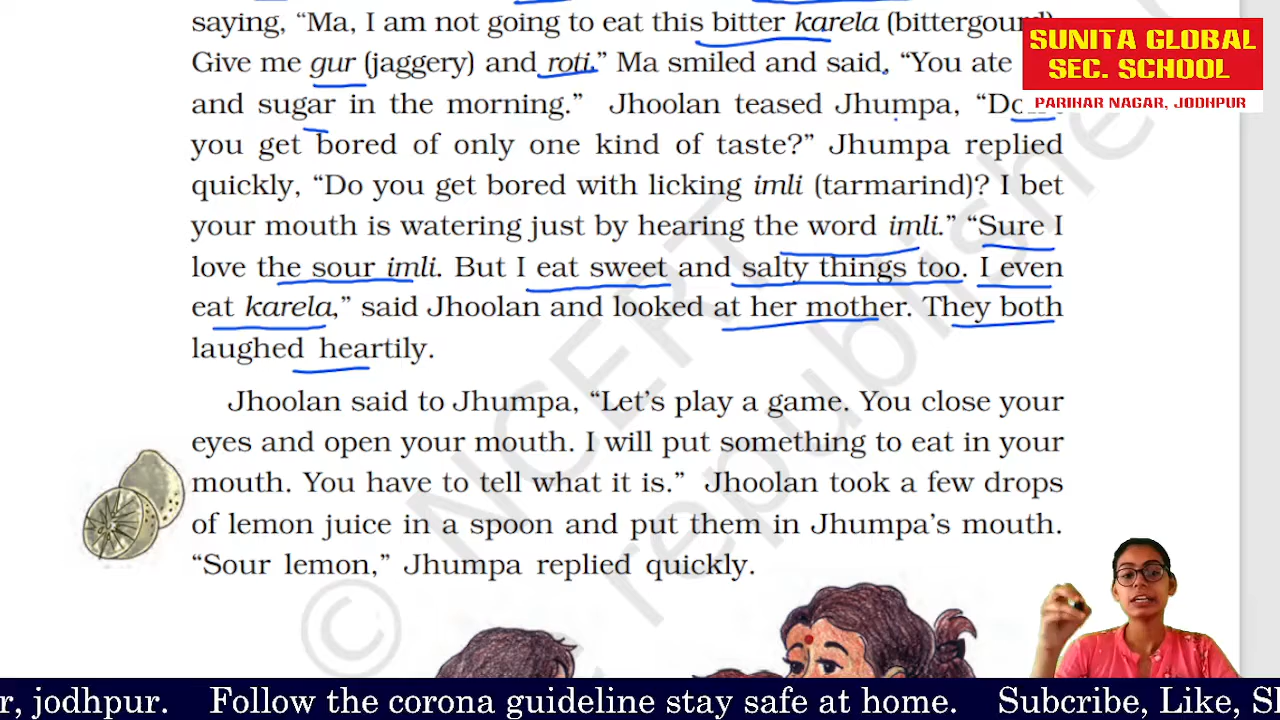 saying, “Ma, I am not going to eat this bitter karela (bittergourd).
Give me gur (jaggery) and roti.” Ma smiled and said, “You ate
and sugar in the morning.” Jhoolan teased Jhumpa, “Don't
you get bored of only one kind of taste?” Jhumpa replied
quickly, “Do you get bored with licking imli (tarmarind)? I bet
your mouth is watering just by hearing the word imli.” “Sure I
love the sour imli. But I eat sweet and salty things too. I even
eat karela,” said Jhoolan and looked at her mother. They both
laughed heartily.
Jhoolan said to Jhumpa, “Let’s play a game. You close your
eyes and open your mouth. I will put something to eat in your
mouth. You have to tell what it is.” Jhoolan took a few drops
of lemon juice in a spoon and put them in Jhumpa’s mouth.
“Sour lemon,” Jhumpa replied quickly.
SUNITA GLOBAL
SEC. SCHOOL
PARIHAR NAGAR, JODHPUR
© NCERT
republishe
r, jodhpur. Follow the corona guideline stay safe at home. Subcribe, Like, S